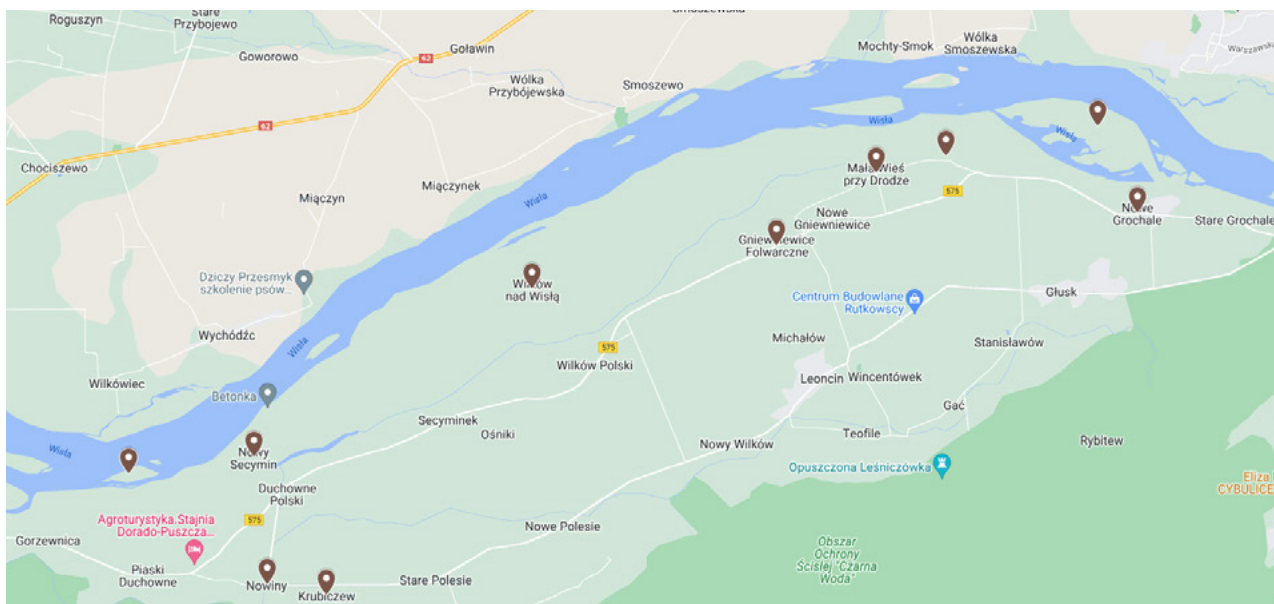 Roguszyn
Stare
Przybojewo
Smoszewska
Goworowo
62
Goławin
Mochty-Smok
Wólka
Smoszewska
Warszawska
Wólka
Przybójewska
Smoszewo
62
Wisła
Wisła
Chociszewo
Miączynek
Mała Wieś
przy Drodze
575
Miączyn
Wisła
Nowe
Gniewniewice
Nowe
Grochale
Stare Grochale
Gniewniewice
Folwarczne
Dziczy Przesmyk
szkolenie psów...
Wilków
nad Wisłą
Centrum Budowlane
Rutkowscy
Głusk
Wychódźc
Wisła
575
Michałów
Stanisławów
Wilków Polski
Wilkówiec
Leoncin
Wincentówek
Betonka
Gać
Secyminek
Ośniki
Teofile
Nowy Wilków
Rybitew
Wisła
Nowy
Secymin
Opuszczona Leśniczówka
Eliza
CYBULICE
Duchowne
Polski
Agroturystyka.Stajnia
Dorado-Puszcza...
575
Nowe Polesie
Gorzewnica
Obszar
Ochrony
Ścisłej "Czarna
Woda"
Piaski
Duchowne
Nowiny
Stare Polesie
Krubiczew